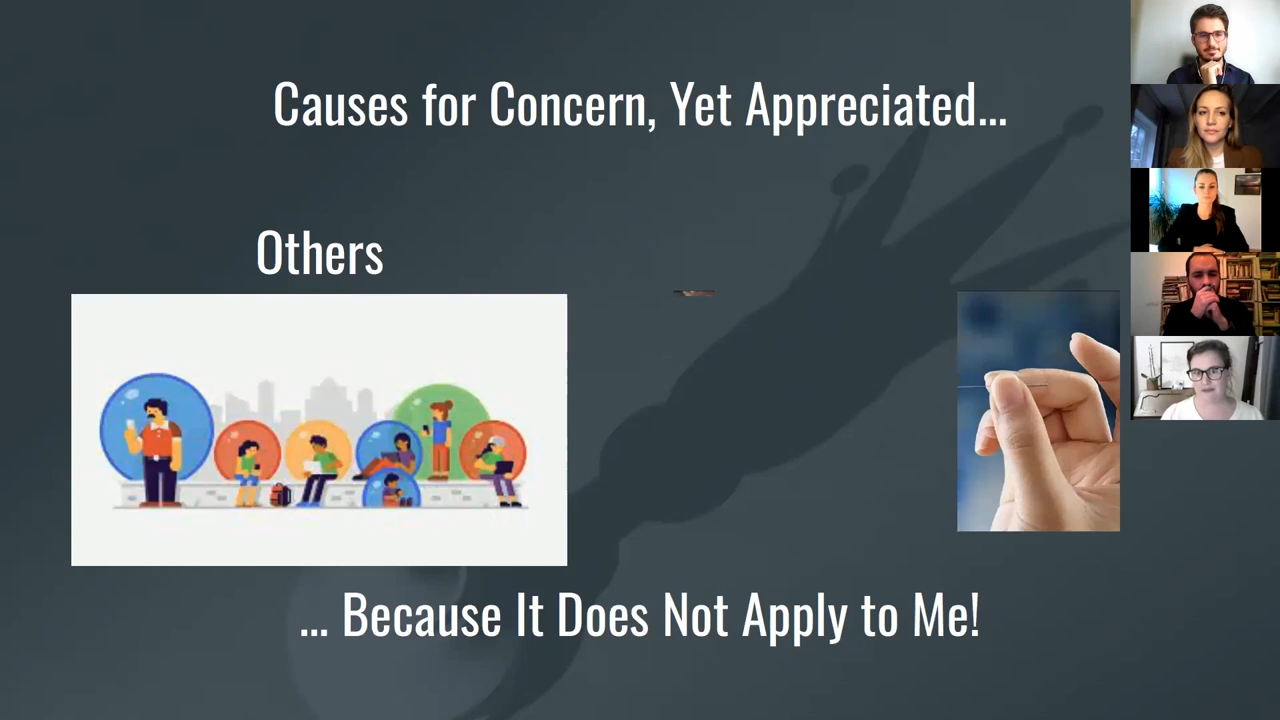 Causes for Concern, Yet Appreciated...
Others
... Because It Does Not Apply to Me!